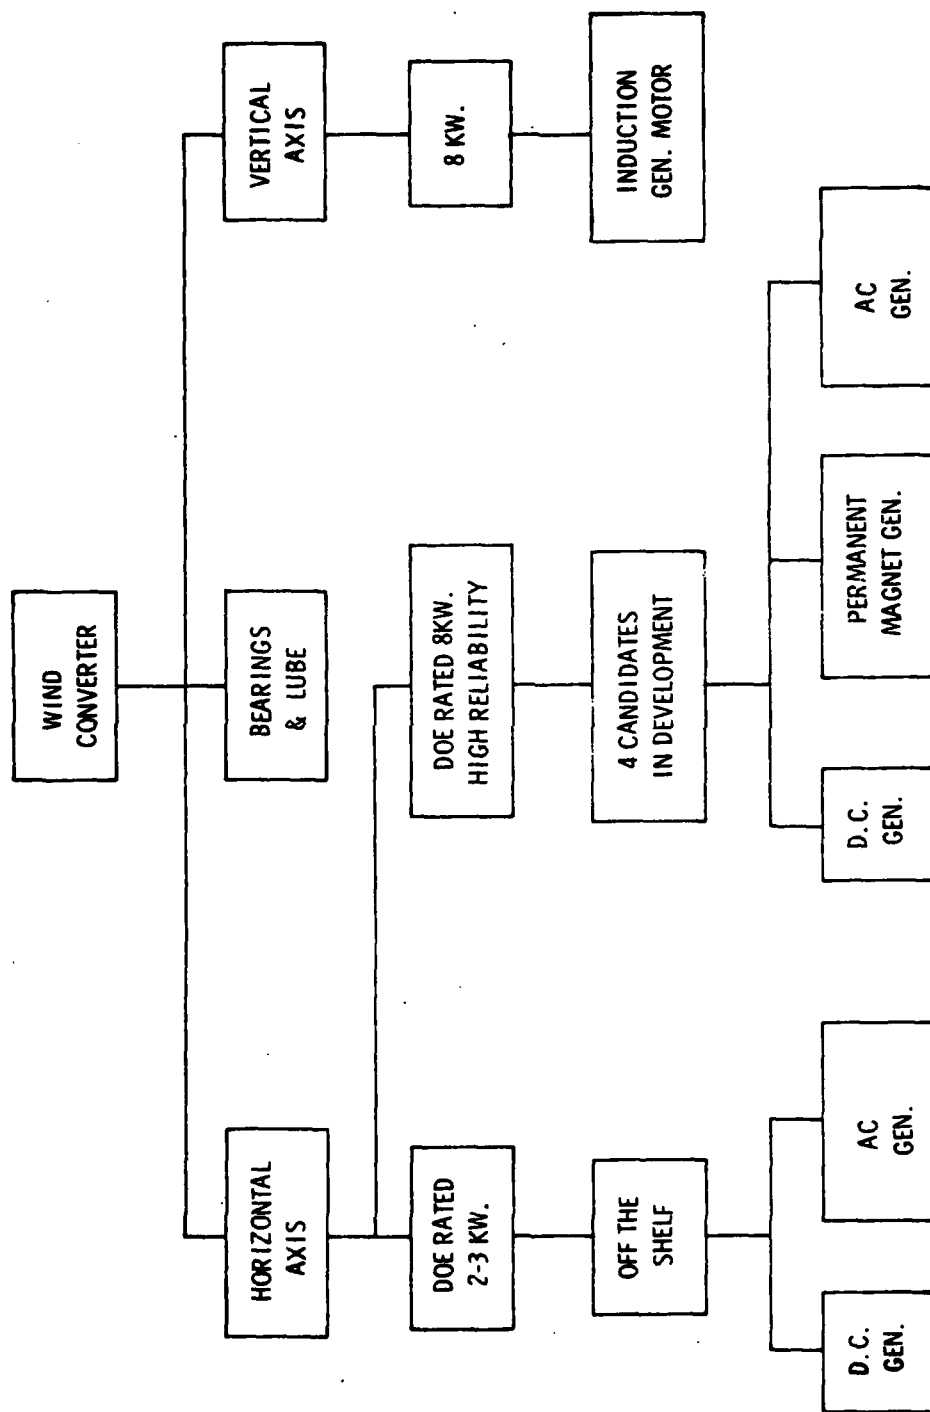 WIND
CONVERTER
HORIZONTAL
AXIS
BEARINGS
& LUBE
VERTICAL
AXIS
DOE RATED
2-3 KW.
DOE RATED 8KW.
HIGH RELIABILITY
8 KW.
OFF THE
SHELF
4 CANDIDATES
IN DEVELOPMENT
INDUCTION
GEN. MOTOR
D.C.
GEN.
AC
GEN.
D.C.
GEN.
PERMANENT
MAGNET GEN.
AC
GEN.